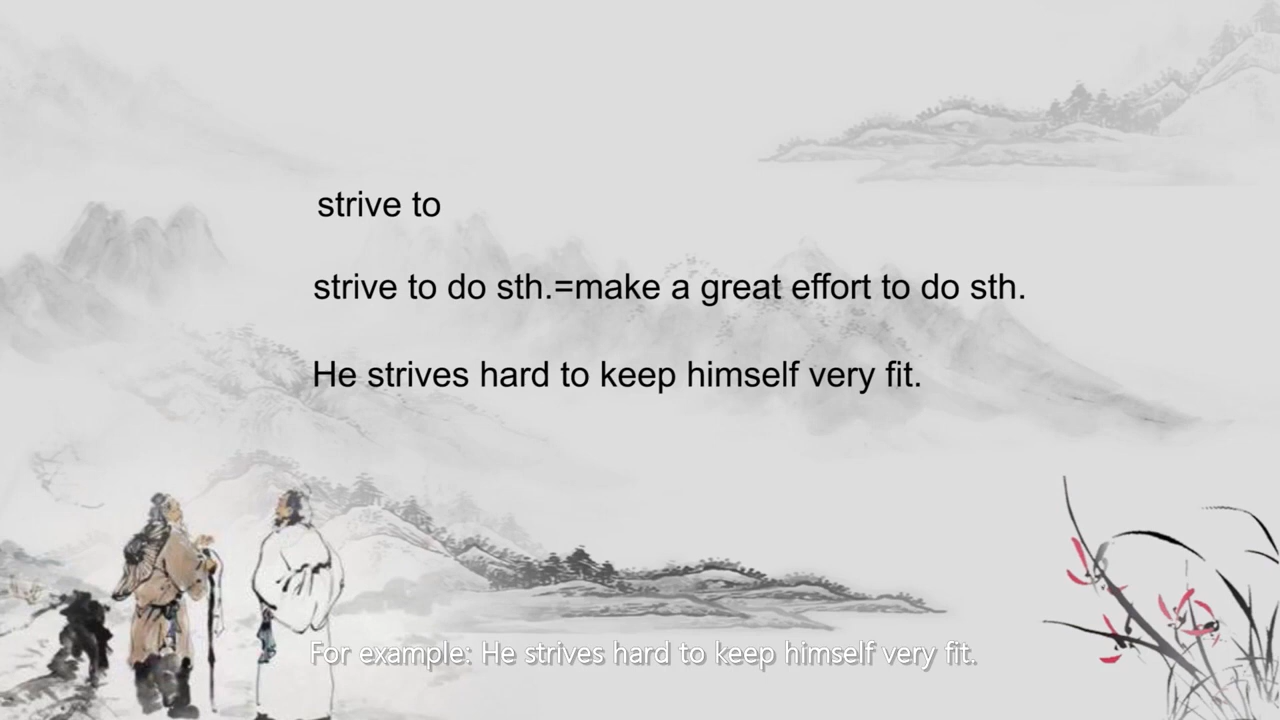 strive to
strive to do sth.=make a great effort to do sth.
He strives hard to keep himself very fit.
For example: He strives hard to keep himself very fit.